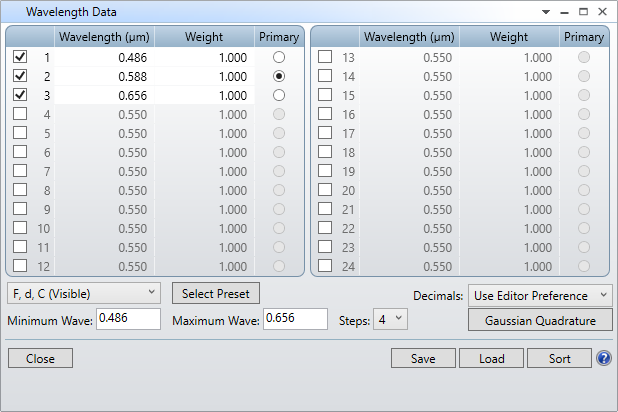 Wavelength Data
Wavelength (µm) Weight Primary Wavelength (µm) Weight Primary
1 0.486 1.000 13 0.550 1.000
2 0.588 1.000 14 0.550 1.000
3 0.656 1.000 15 0.550 1.000
4 0.550 1.000 16 0.550 1.000
5 0.550 1.000 17 0.550 1.000
6 0.550 1.000 18 0.550 1.000
7 0.550 1.000 19 0.550 1.000
8 0.550 1.000 20 0.550 1.000
9 0.550 1.000 21 0.550 1.000
10 0.550 1.000 22 0.550 1.000
11 0.550 1.000 23 0.550 1.000
12 0.550 1.000 24 0.550 1.000
F, d, C (Visible) Select Preset Decimals: Use Editor Preference
Minimum Wave: 0.486 Maximum Wave: 0.656 Steps: 4 Gaussian Quadrature
Close Save Load Sort ?